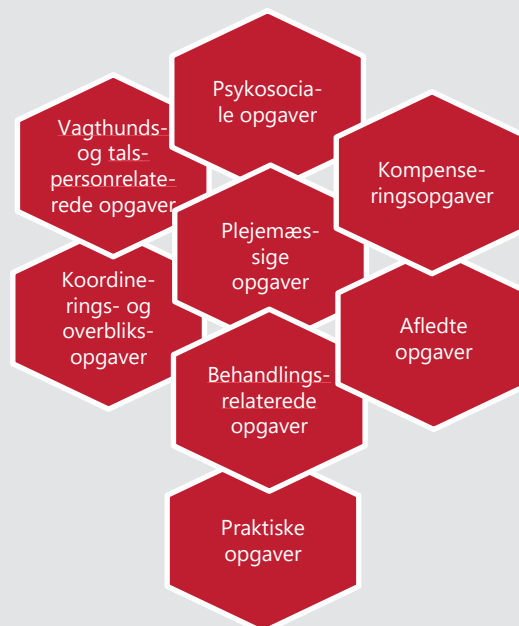 Psykosocia-
le opgaver
Vagthunds-
og tals-
personrelate-
rede opgaver
Kompense-
ringsopgaver
Plejemæs-
sige
opgaver
Koordine-
rings- og
overbliks-
opgaver
Afledte
opgaver
Behandlings-
relaterede
opgaver
Praktiske
opgaver